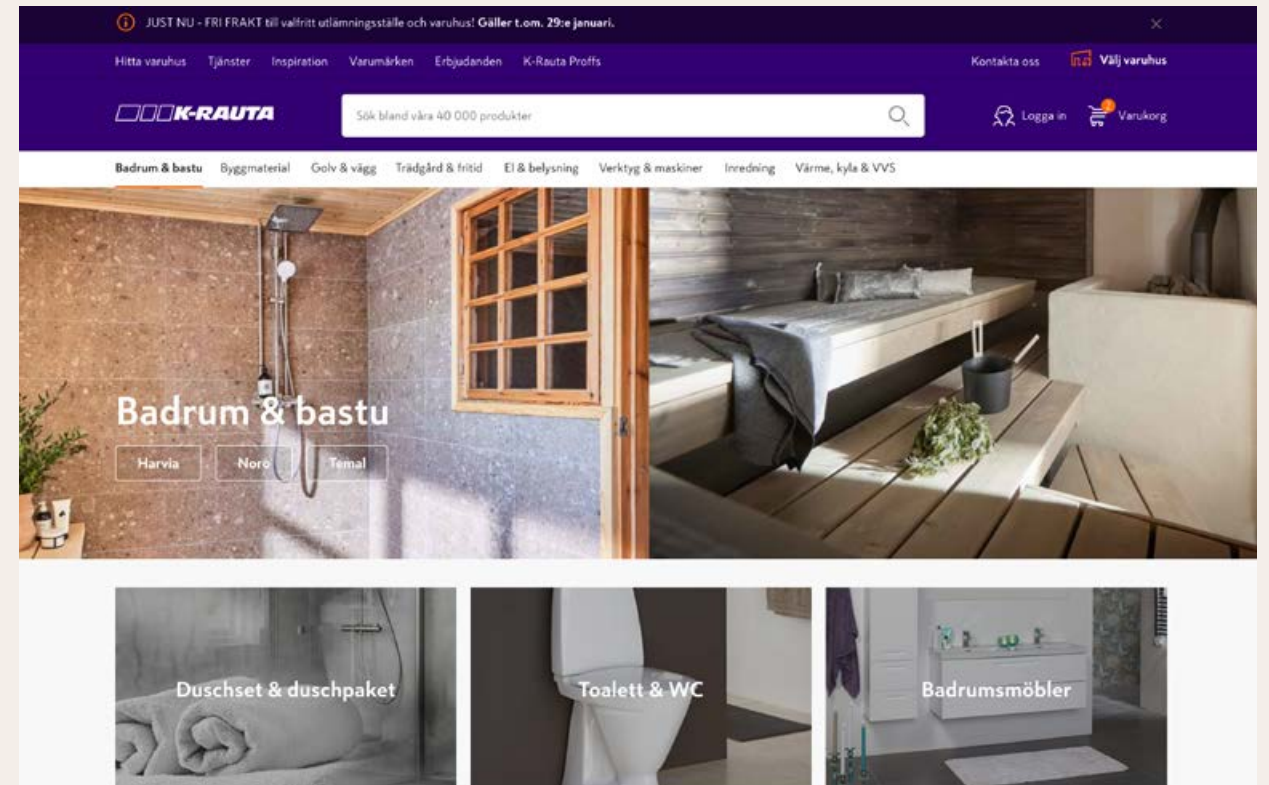 JUST NU - FRI FRAKT till valfritt utlämningsställe och varuhus! Gäller t.om. 29:e januari.
Hitta varuhus Tjänster Inspiration Varumärken Erbjudanden K-Rauta Proffs Kontakta oss Välj varuhus
K-RAUTA Sök bland våra 40 000 produkter Logga in 2 Varukorg
Badrum & bastu Byggmaterial Golv & vägg Trädgård & fritid El & belysning Verktyg & maskiner Inredning Värme, kyla & VVS
Badrum & bastu
Harvia Noro Temal
Duschset & duschpaket Toalett & WC Badrumsmöbler